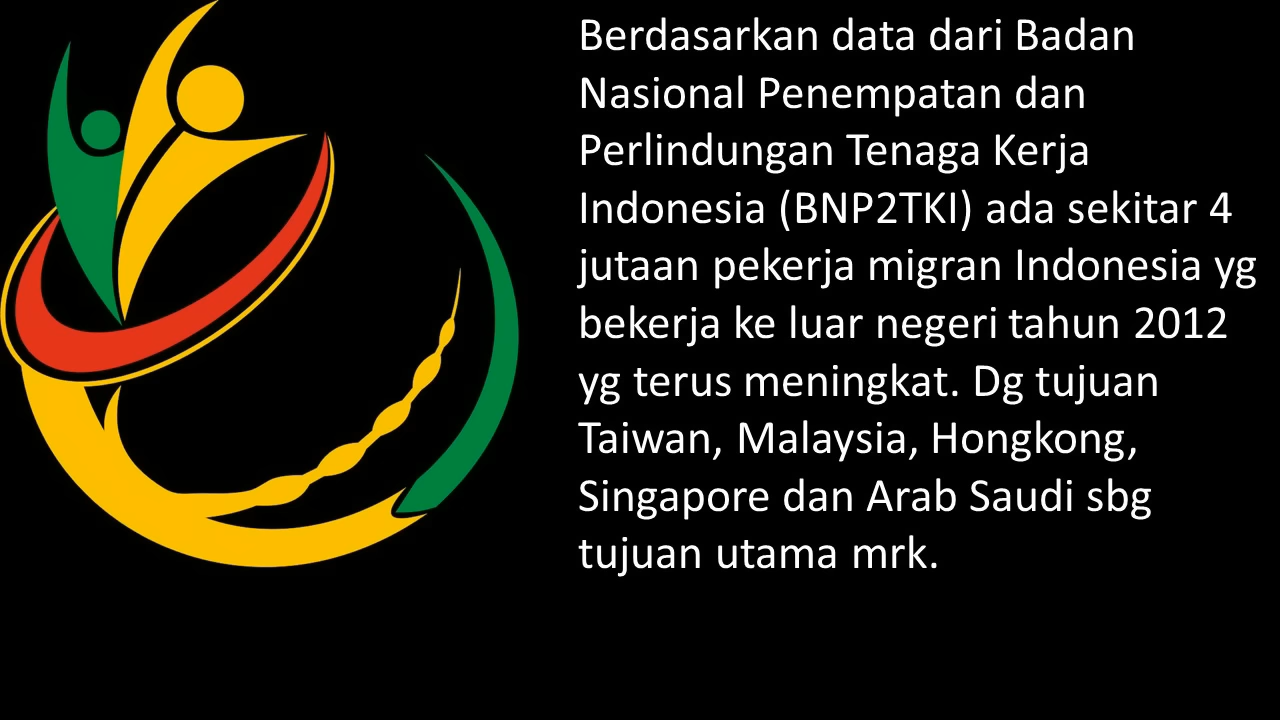 Berdasarkan data dari Badan
Nasional Penempatan dan
Perlindungan Tenaga Kerja
Indonesia (BNP2TKI) ada sekitar 4
jutaan pekerja migran Indonesia yg
bekerja ke luar negeri tahun 2012
yg terus meningkat. Dg tujuan
Taiwan, Malaysia, Hongkong,
Singapore dan Arab Saudi sbg
tujuan utama mrk.